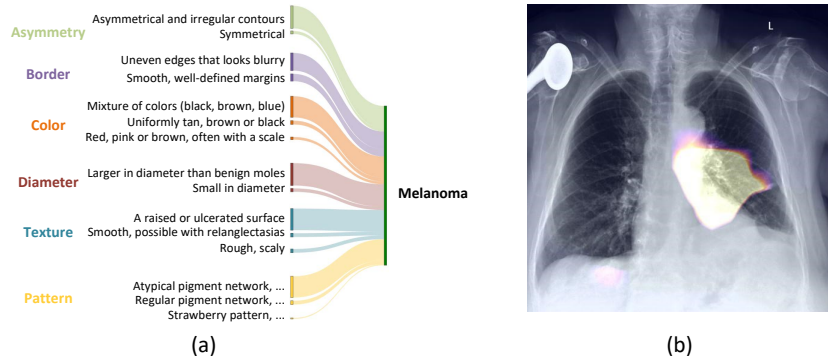 Asymmetry
Asymmetrical and irregular contours
Symmetrical
Border
Uneven edges that looks blurry
Smooth, well-defined margins
Color
Mixture of colors (black, brown, blue)
Uniformly tan, brown or black
Red, pink or brown, often with a scale
Diameter
Larger in diameter than benign moles
Small in diameter
Texture
A raised or ulcerated surface
Smooth, possible with relanglectasias
Rough, scaly
Pattern
Atypical pigment network, ...
Regular pigment network, ...
Strawberry pattern, ...
Melanoma
(a)
L
(b)